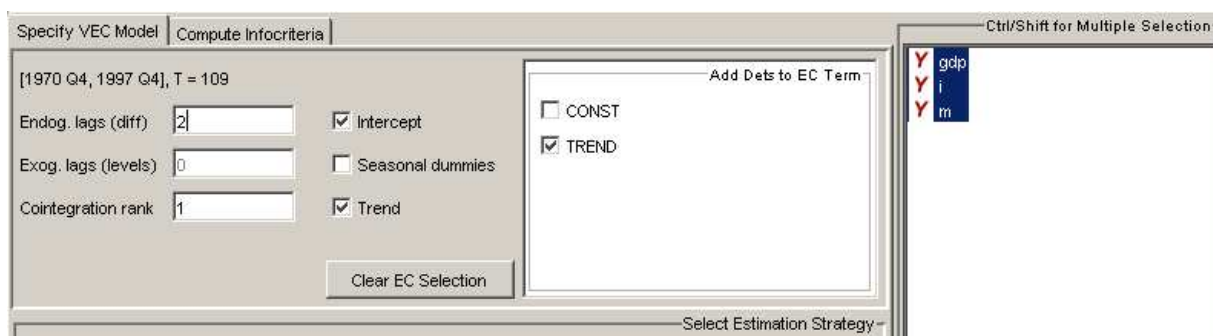 Specify VEC Model Compute Infocriteria
[1970 Q4, 1997 Q4], T = 109
Endog. lags (diff) 2 Intercept
Exog. lags (levels) 0 Seasonal dummies
Cointegration rank 1 Trend
Clear EC Selection
Add Dets to EC Term
CONST
TREND
Select Estimation Strategy
Ctrl/Shift for Multiple Selection
Y gdp
Y i
Y m